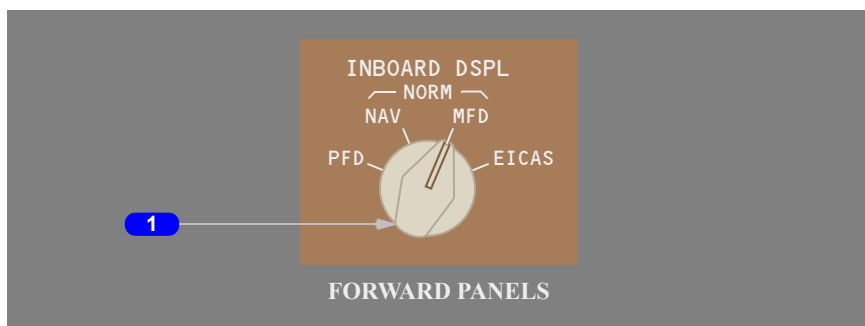 INBOARD DSPL
NORM
NAV MFD
PFD EICAS
1
FORWARD PANELS